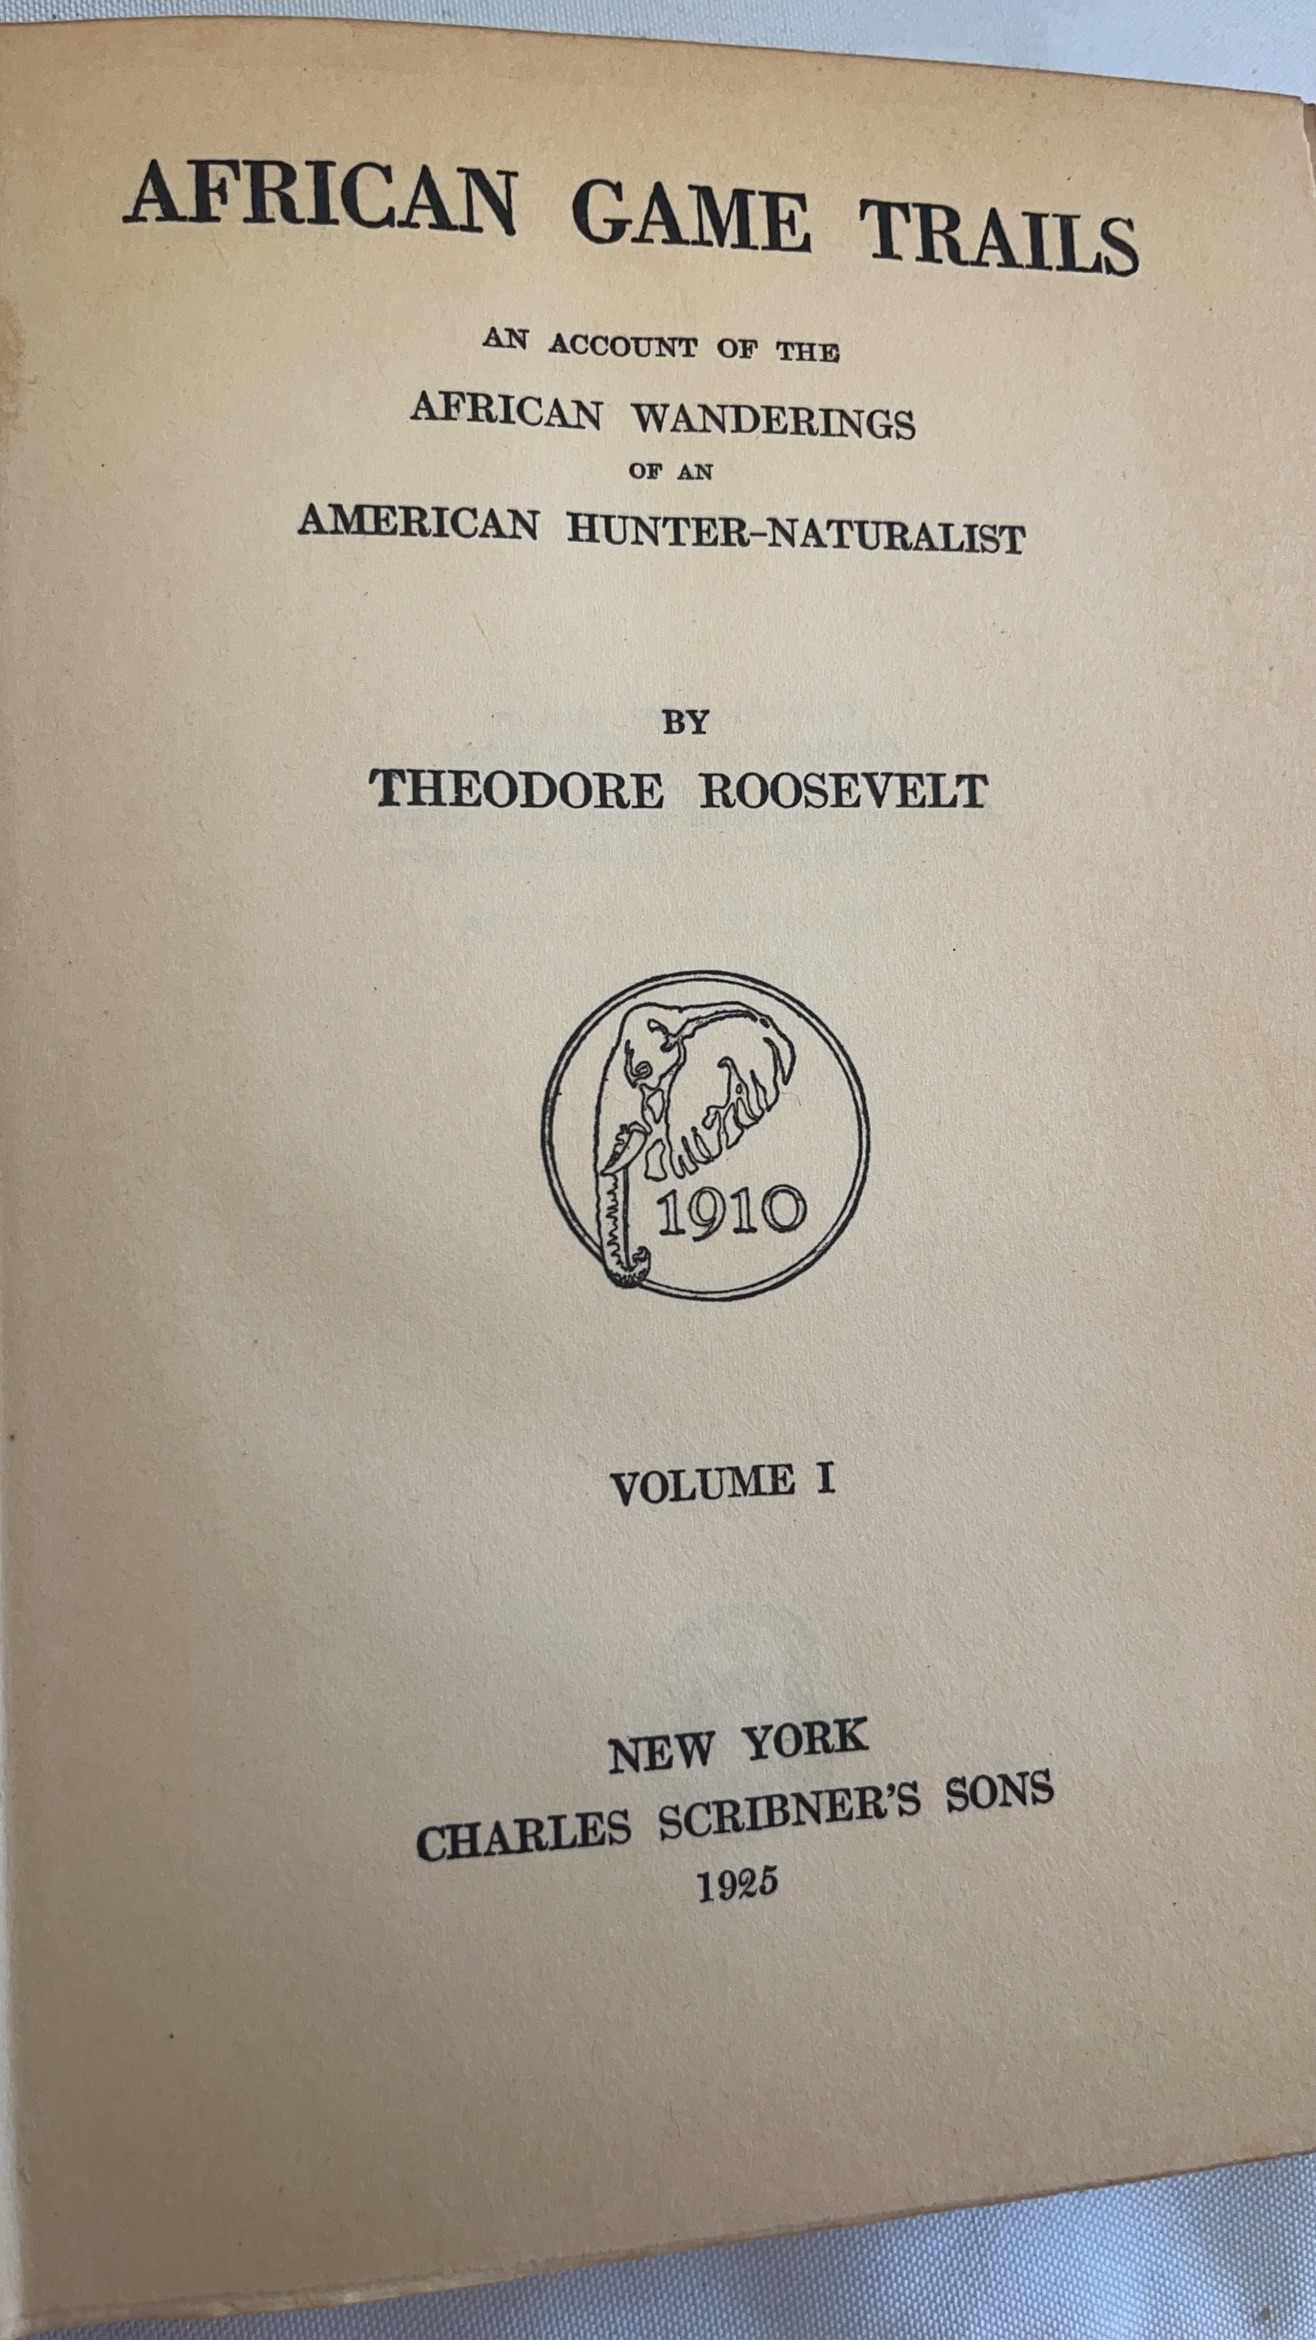 AFRICAN GAME TRAILS
AN ACCOUNT OF THE
AFRICAN WANDERINGS
OF AN
AMERICAN HUNTER-NATURALIST
BY
THEODORE ROOSEVELT
1910
VOLUME I
NEW YORK
CHARLES SCRIBNER'S SONS
1925